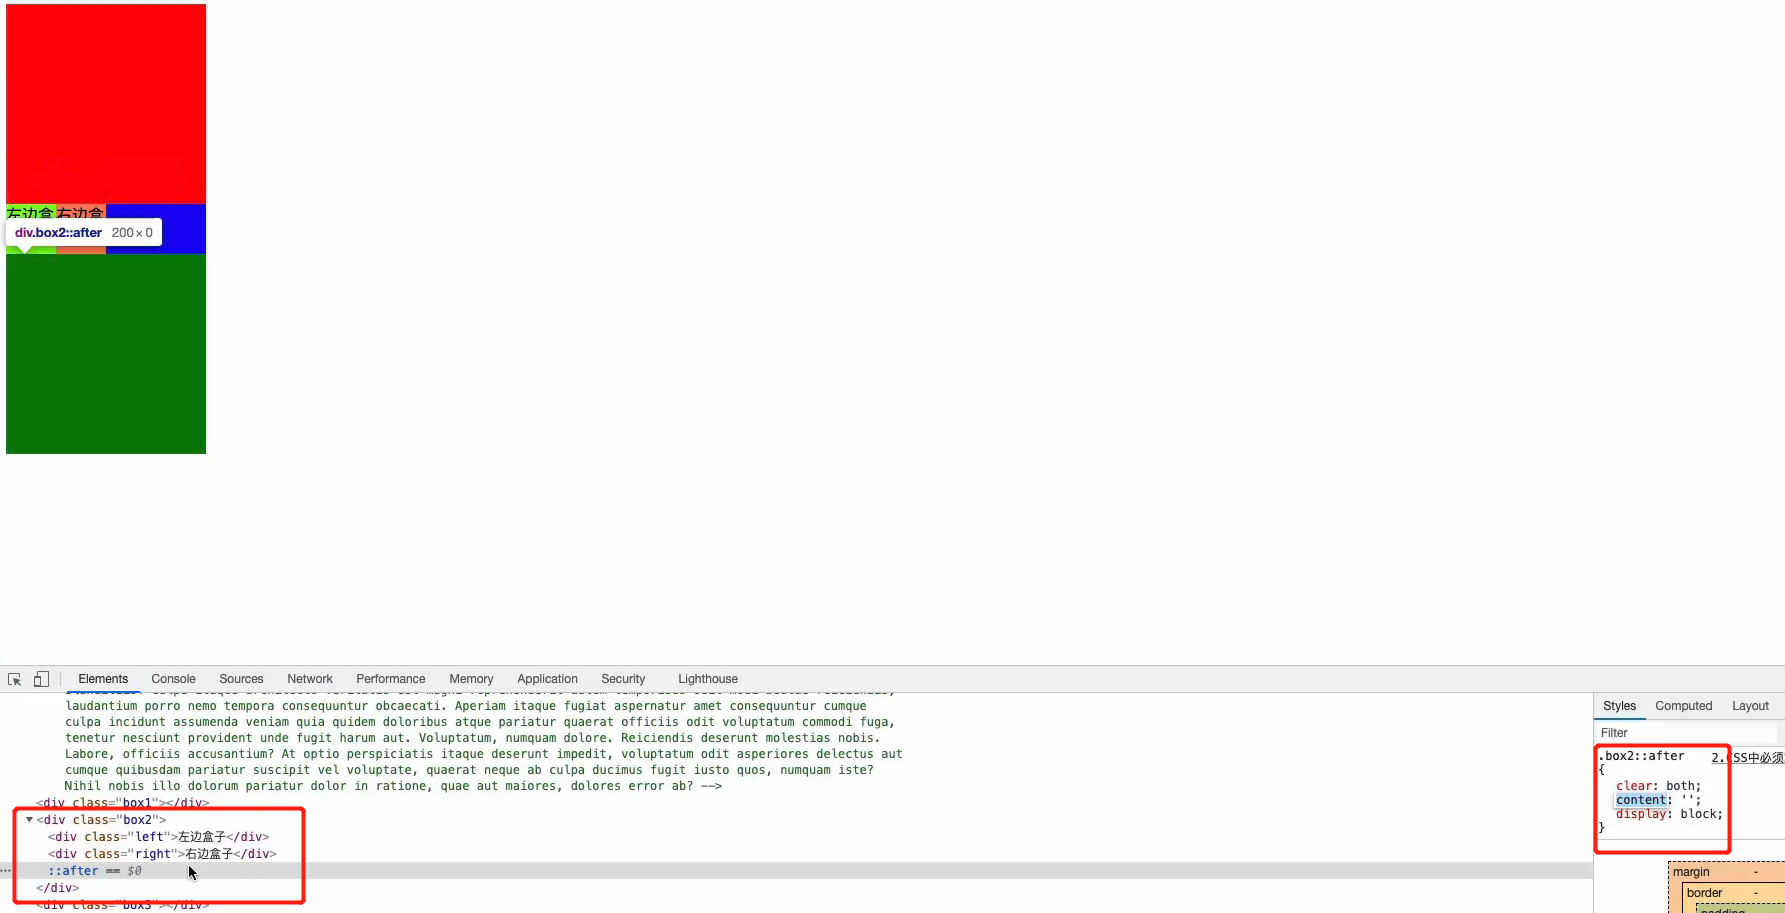 左边盒 右边盒
div.box2::after 200×0
Elements Console Sources Network Performance Memory Application Security Lighthouse
laudantium porro nemo tempora consequuntur obcaecati. Aperiam itaque fugiat aspernatur amet consequuntur cumque
culpa incidunt assumenda veniam quia quidem doloribus atque pariatur quaerat officiis odit voluptatum commodi fuga,
tenetur nesciunt provident unde fugit harum aut. Voluptatum, numquam dolore. Reiciendis deserunt molestias nobis.
Labore, officiis accusantium? At optio perspiciatis itaque deserunt impedit, voluptatum odit asperiores delectus aut
cumque quibusdam pariatur suscipit vel voluptate, quaerat neque ab culpa ducimus fugit iusto quos, numquam iste?
Nihil nobis illo dolorum pariatur dolor in ratione, quae aut maiores, dolores error ab? -->
<div class="box1"></div>
<div class="box2">
<div class="left">左边盒子</div>
<div class="right">右边盒子</div>
::after == $0
</div>
<div class="box3"></div>
Styles Computed Layout
Filter
.box2::after 2.CSS中必须
{
clear: both;
content: '';
display: block;
}
margin -
border -
padding